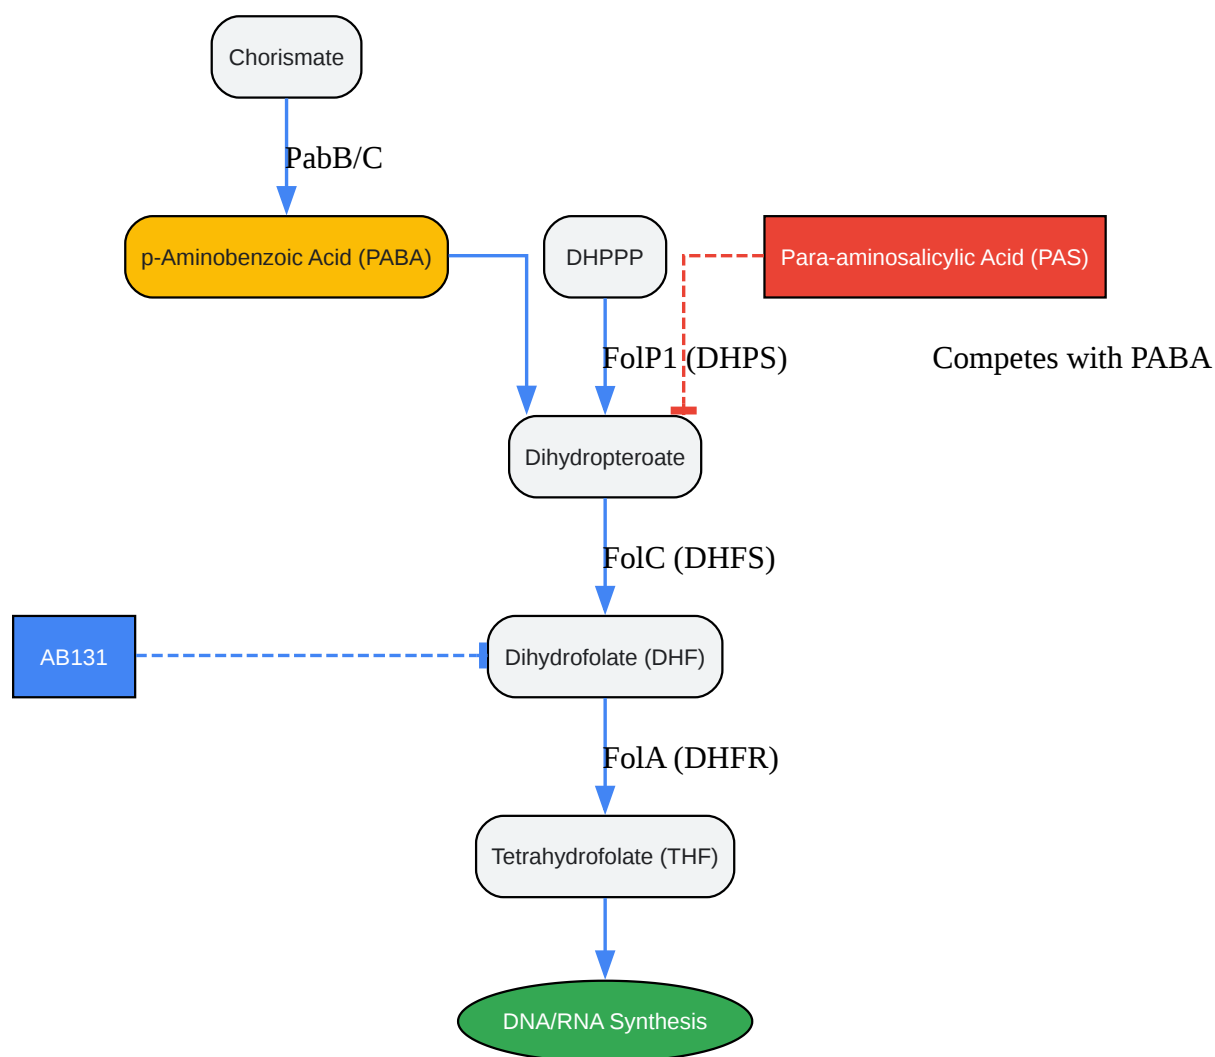 Chorismate
PabB/C
p-Aminobenzoic Acid (PABA)
DHPPP
Para-aminosalicylic Acid (PAS)
FolP1 (DHPS)
Competes with PABA
Dihydropteroate
FolC (DHFS)
AB131
Dihydrofolate (DHF)
FolA (DHFR)
Tetrahydrofolate (THF)
DNA/RNA Synthesis